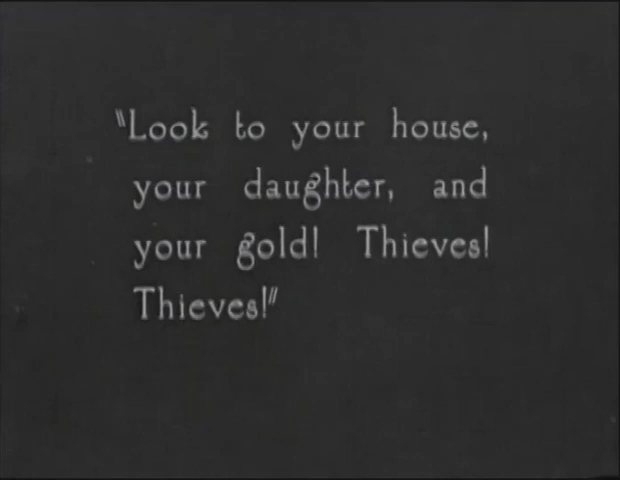 "Look to your house,
your daughter, and
your gold! Thieves!
Thieves!"